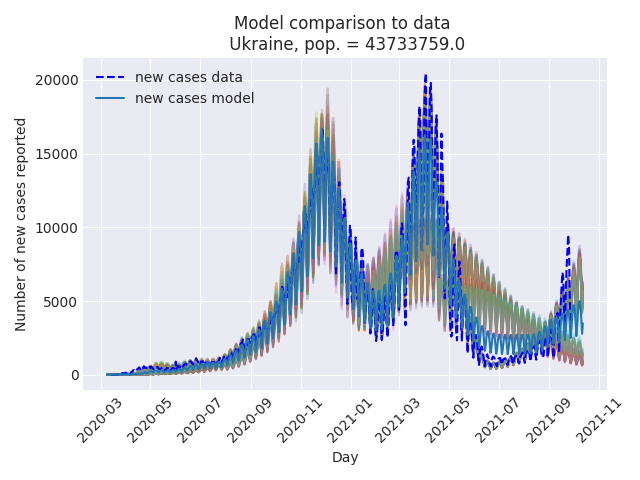 Model comparison to data
Ukraine, pop. = 43733759.0
new cases data
new cases model
Number of new cases reported
20000
15000
10000
5000
0
2020-03
2020-05
2020-07
2020-09
2020-11
2021-01
2021-03
2021-05
2021-07
2021-09
2021-11
Day